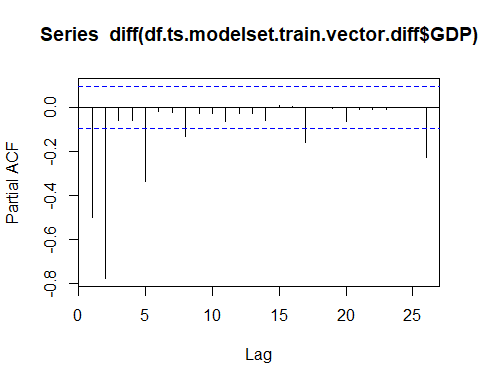 Series diff(df.ts.modelset.train.vector.diff$GDP)
Partial ACF
0.0
-0.2
-0.4
-0.6
-0.8
0 5 10 15 20 25
Lag